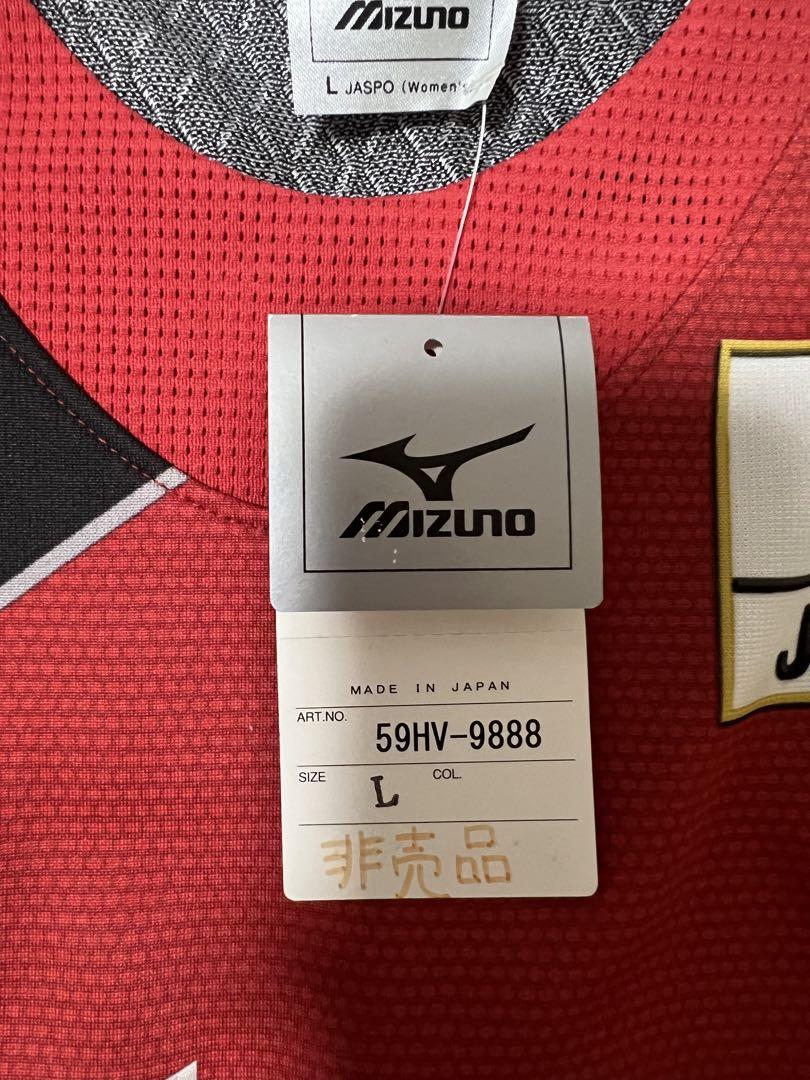 MIZUNO
L JASPO (Women's
MIZUNO
MADE IN JAPAN
ART.NO. 59HV-9888
SIZE L COL.
非売品
J